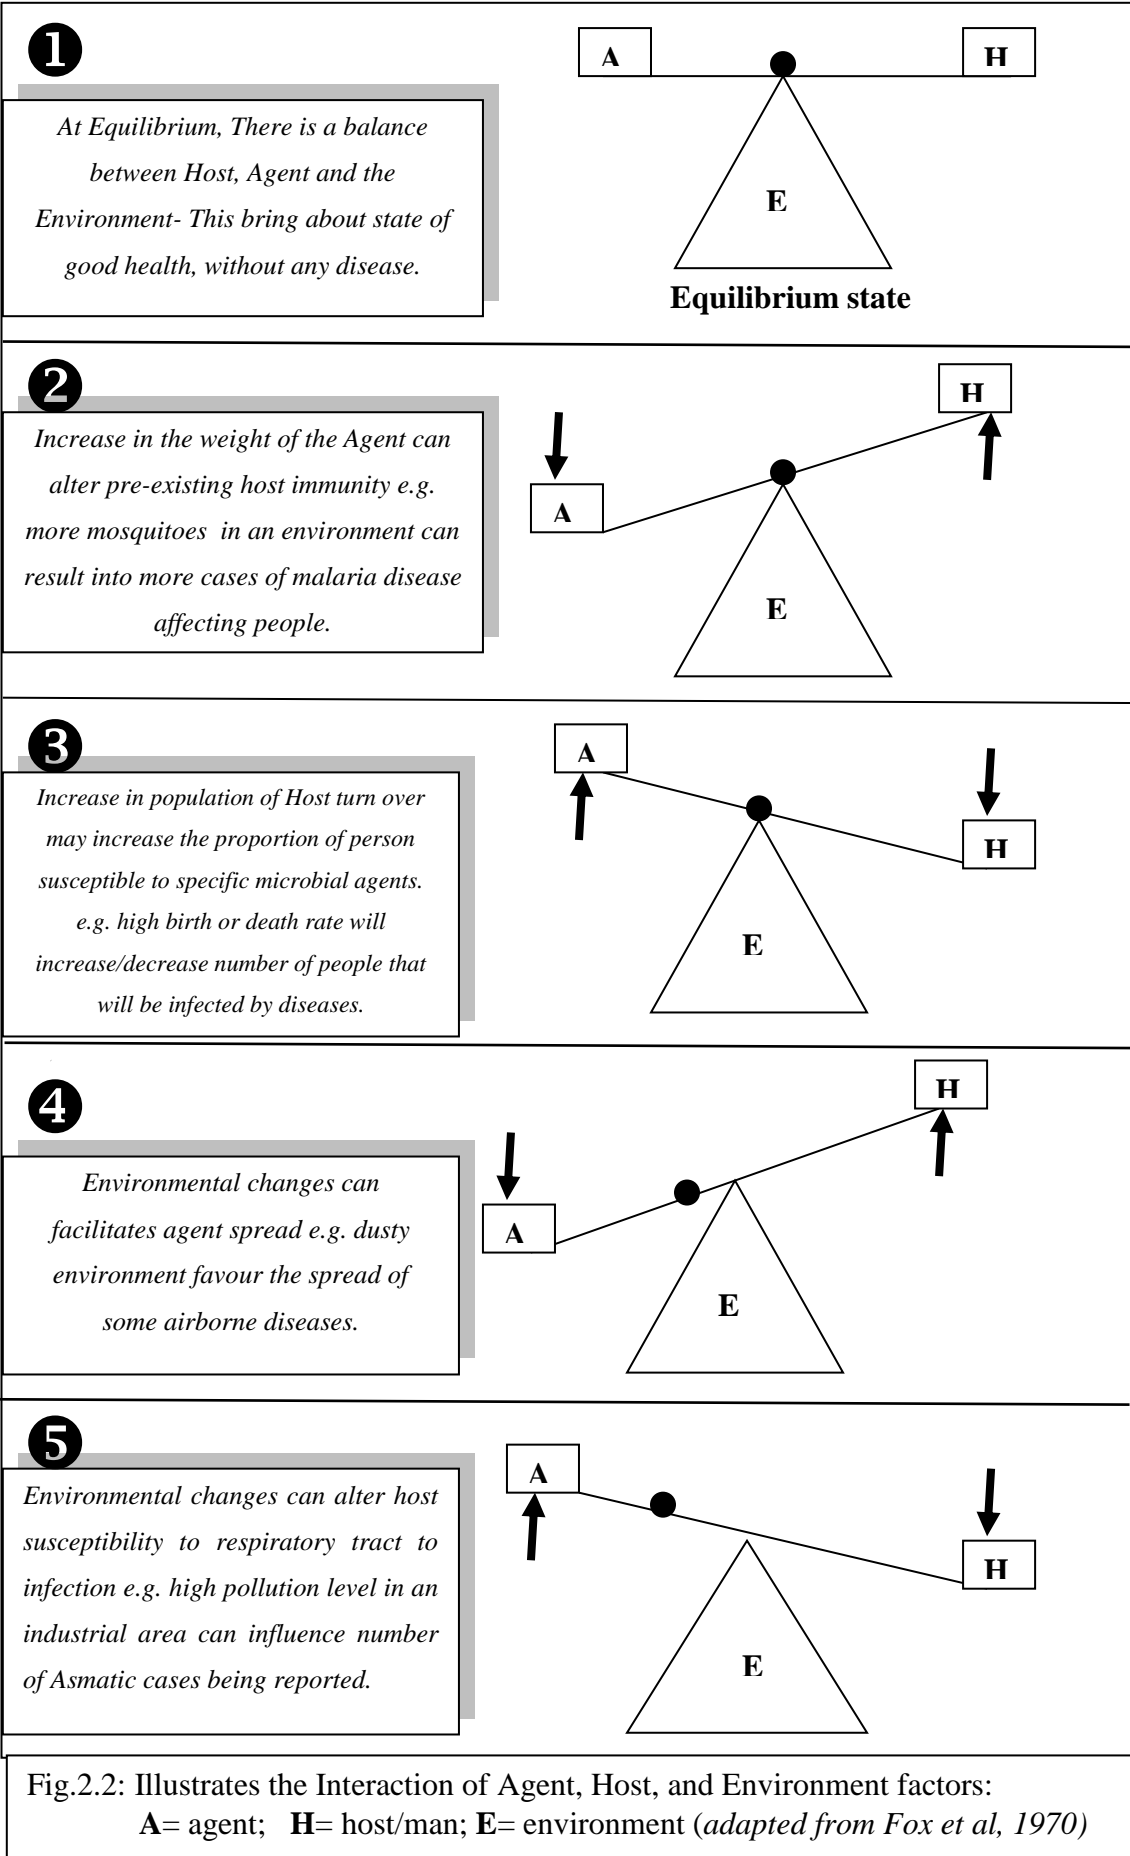 ❶
A
H
At Equilibrium, There is a balance
between Host, Agent and the
Environment- This bring about state of
good health, without any disease.
E
Equilibrium state
❷
H
Increase in the weight of the Agent can
alter pre-existing host immunity e.g.
more mosquitoes in an environment can
result into more cases of malaria disease
affecting people.
A
E
❸
A
Increase in population of Host turn over
may increase the proportion of person
susceptible to specific microbial agents.
e.g. high birth or death rate will
increase/decrease number of people that
will be infected by diseases.
H
E
❹
H
Environmental changes can
facilitates agent spread e.g. dusty
environment favour the spread of
some airborne diseases.
A
E
❺
A
Environmental changes can alter host
susceptibility to respiratory tract to
infection e.g. high pollution level in an
industrial area can influence number
of Asmatic cases being reported.
H
E
Fig.2.2: Illustrates the Interaction of Agent, Host, and Environment factors:
A= agent; H= host/man; E= environment (adapted from Fox et al, 1970)